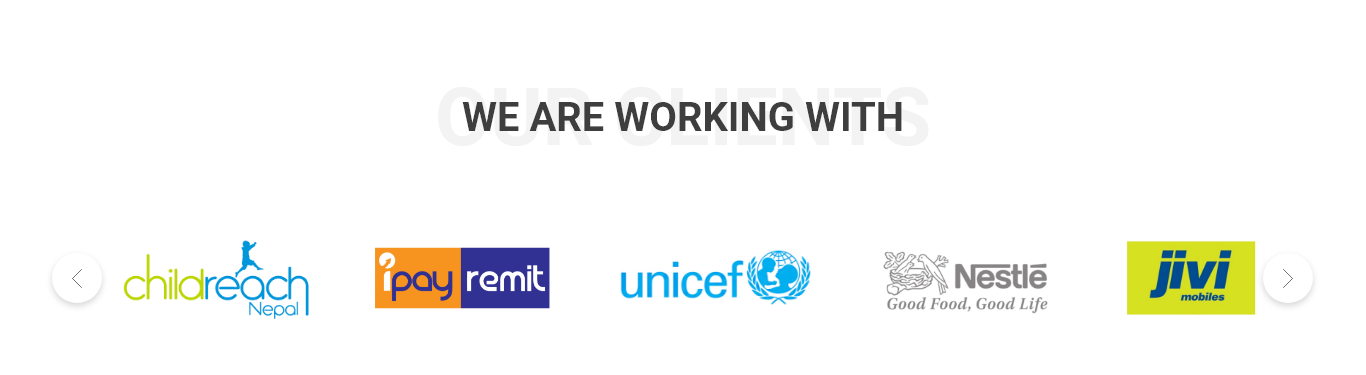 OUR CLIENTS
WE ARE WORKING WITH
childreach
Nepal
ipay remit
unicef
Nestlé
Good Food, Good Life
jivi
mobiles